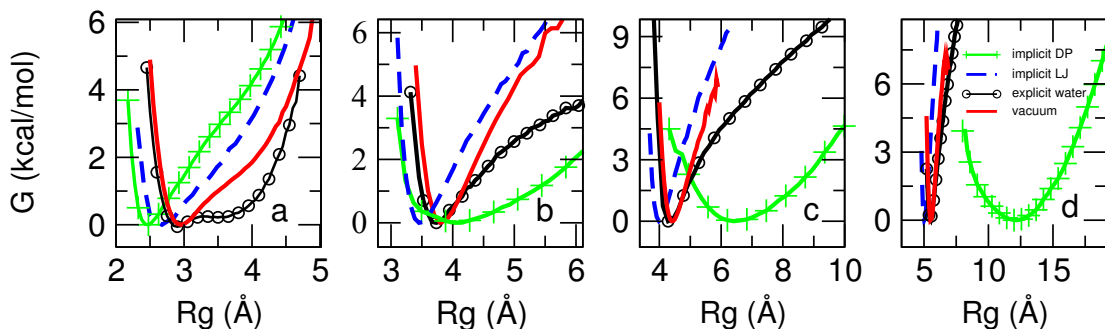 G (kcal/mol)
6
4
2
0
2 3 4 5
Rg (Å)
a
6
4
2
0
3 4 5 6
Rg (Å)
b
9
6
3
0
4 6 8 10
Rg (Å)
c
6
3
0
5 10 15
Rg (Å)
d
implicit DP
implicit LJ
explicit water
vacuum